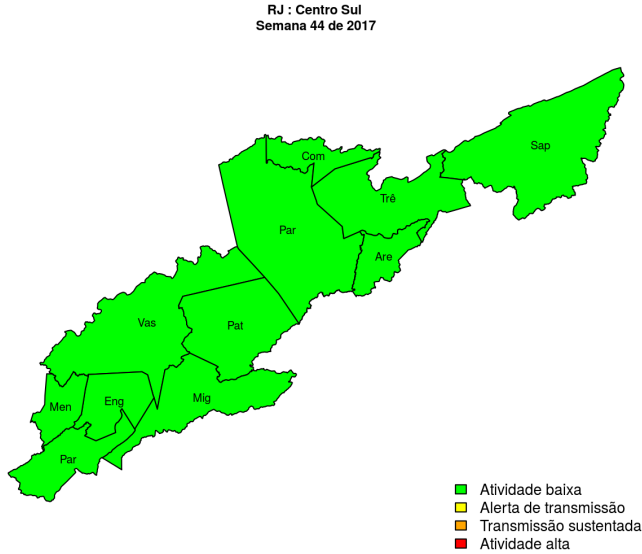 RJ : Centro Sul
Semana 44 de 2017
Sap
Com
Trê
Par
Are
Vas
Pat
Men
Eng
Mig
Par
Atividade baixa
Alerta de transmissão
Transmissão sustentada
Atividade alta